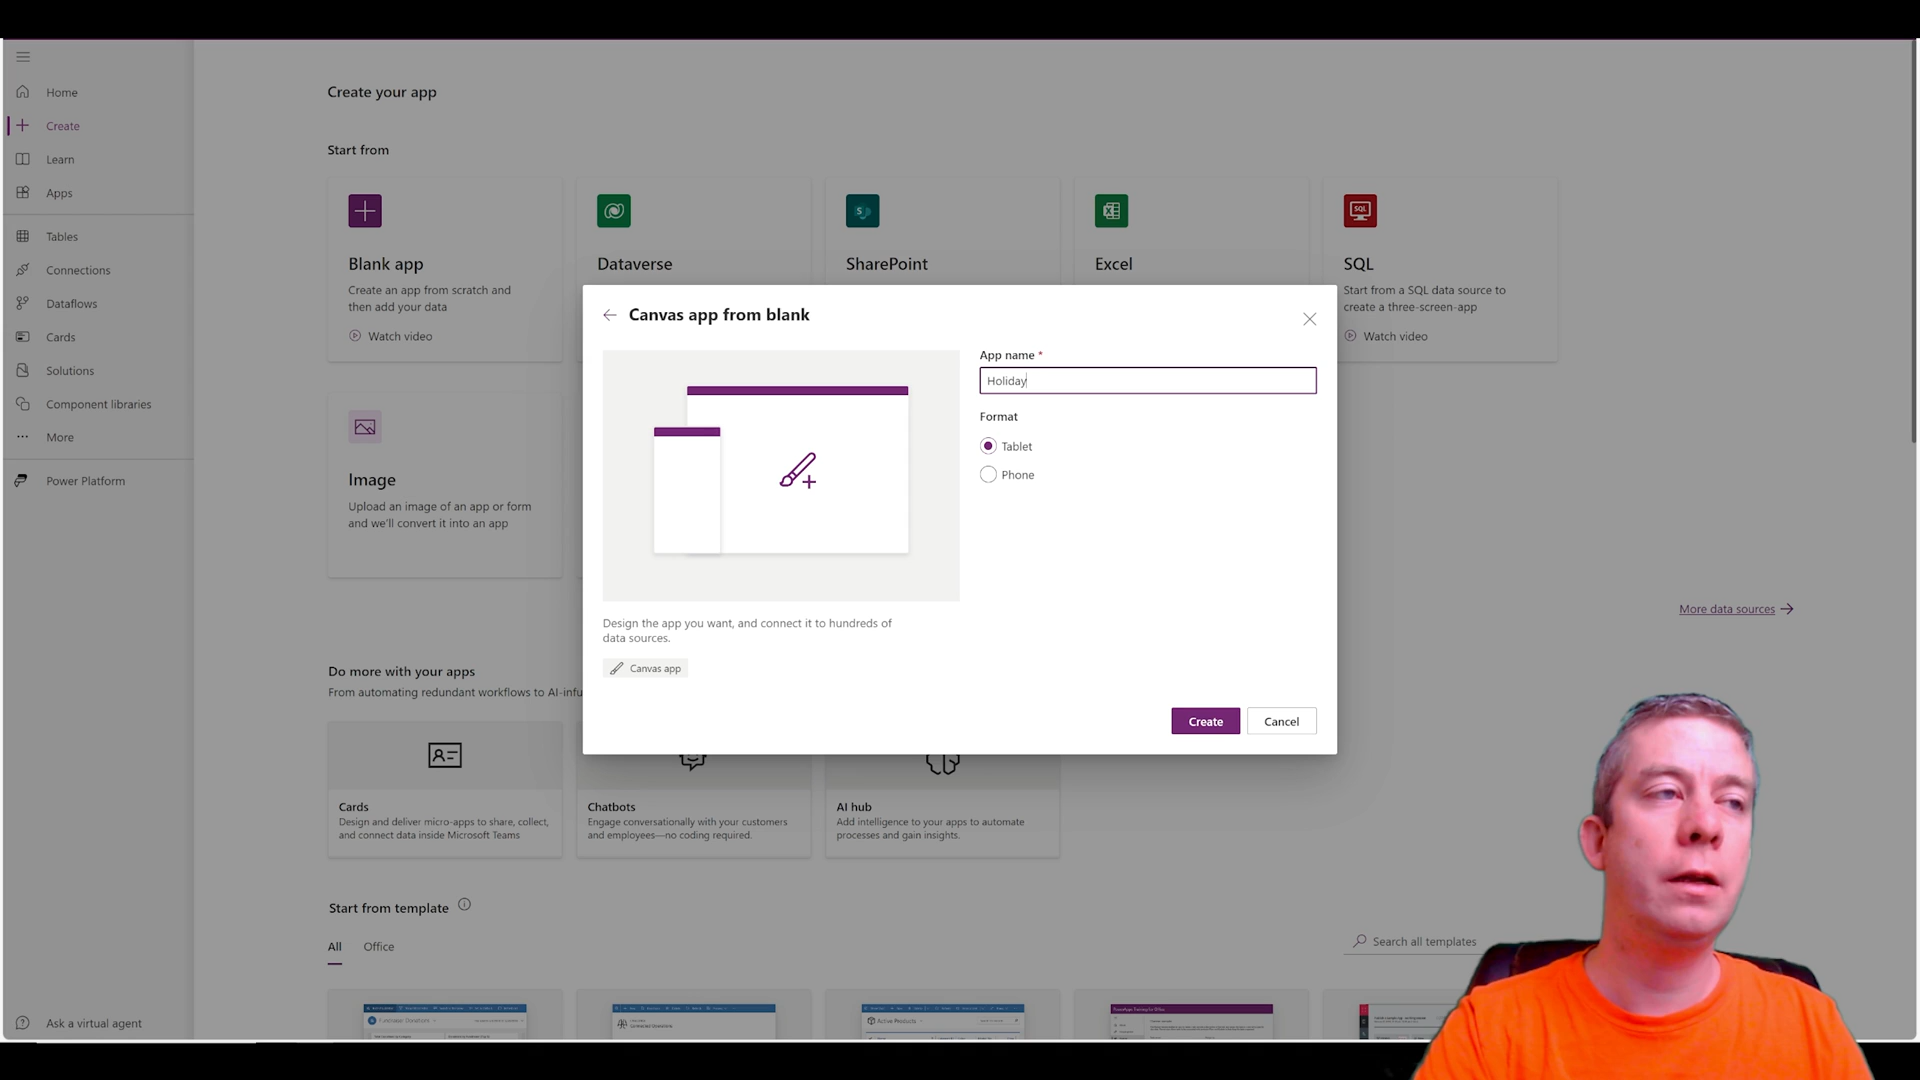 Home
Create
Learn
Apps
Tables
Connections
Dataflows
Cards
Solutions
Component libraries
More
Power Platform
Ask a virtual agent
Create your app
Start from
Blank app
Create an app from scratch and
then add your data
Watch video
Dataverse
SharePoint
Excel
SQL
Start from a SQL data source to
create a three-screen-app
Watch video
Image
Upload an image of an app or form
and we'll convert it into an app
More data sources
Canvas app from blank
App name *
Holiday
Format
Tablet
Phone
Design the app you want, and connect it to hundreds of
data sources.
Canvas app
Create
Cancel
Do more with your apps
From automating redundant workflows to AI-infu
Cards
Design and deliver micro-apps to share, collect,
and connect data inside Microsoft Teams
Chatbots
Engage conversationally with your customers
and employees—no coding required.
AI hub
Add intelligence to your apps to automate
processes and gain insights.
Start from template
All
Office
Search all templates